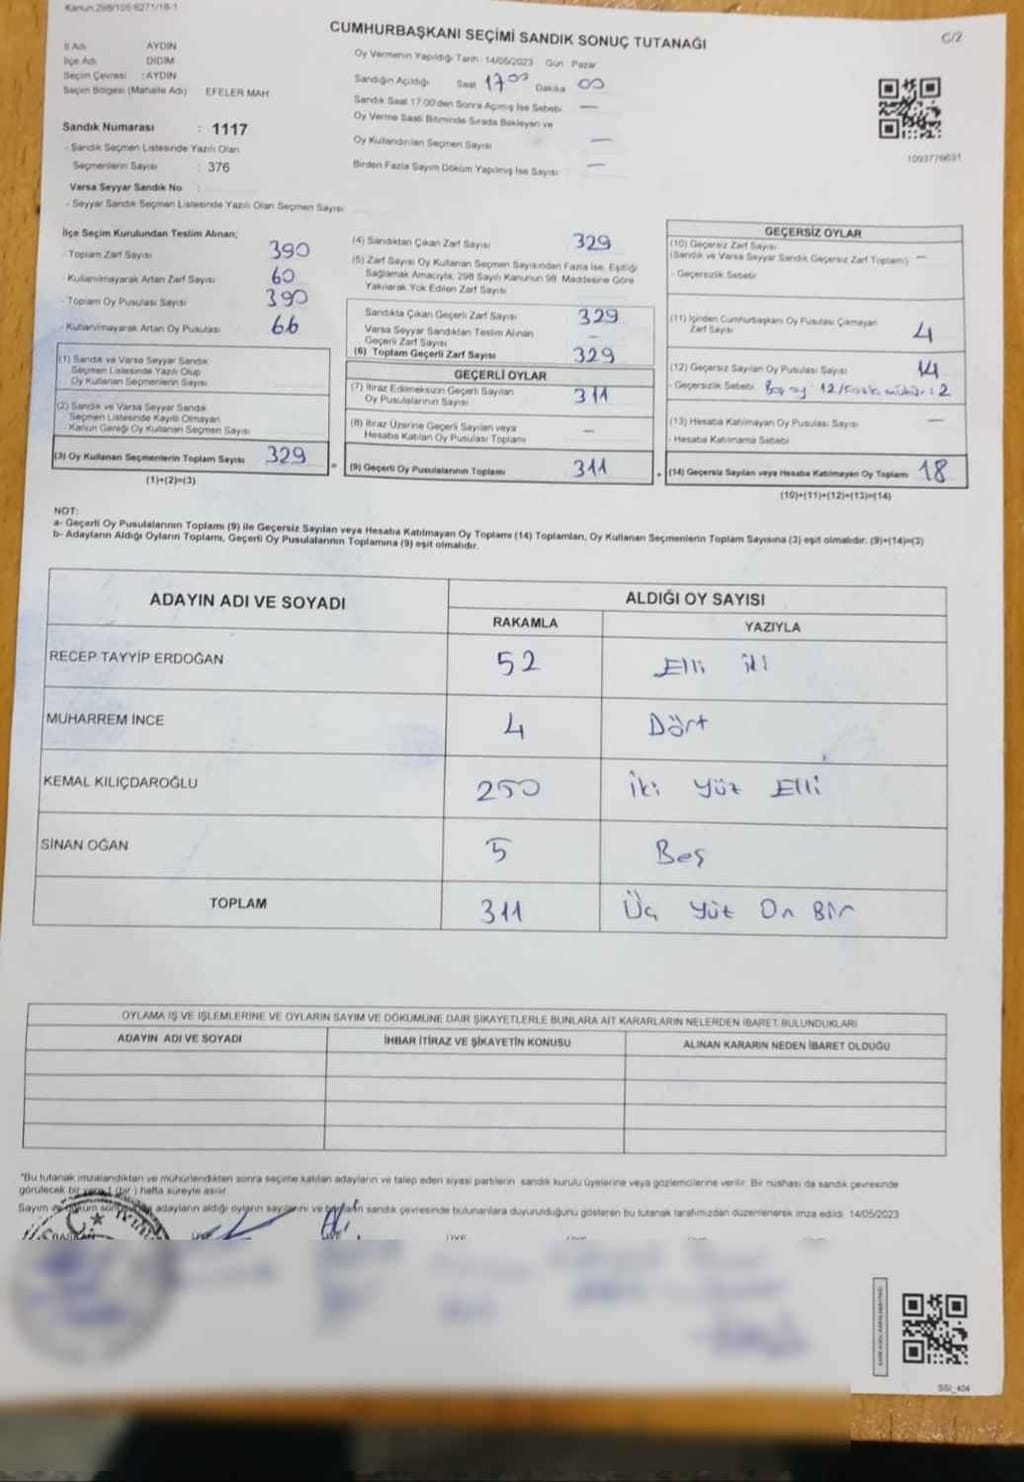 Kanun 298/105 6271/18-1
CUMHURBAŞKANI SEÇİMİ SANDIK SONUÇ TUTANAĞI
C/2
İl Adı AYDIN
İlçe Adı DİDİM
Seçim Çevresi : AYDIN
Seçim Bölgesi (Mahalle Adı) EFELER MAH
Sandık Numarası : 1117
- Sandık Seçmen Listesinde Yazılı Olan
Seçmenlerin Sayısı : 376
Varsa Seyyar Sandık No :
- Seyyar Sandık Seçmen Listesinde Yazılı Olan Seçmen Sayısı
Oy Vermenin Yapıldığı Tarih : 14/05/2023 Gün : Pazar
Sandığın Açıldığı Saat 17 00 Dakika 00
Sandık Saat 17.00'den Sonra Açılmış İse Sebebi —
Oy Verme Saati Bitiminde Sırada Bekleyen ve
Oy Kullandırılan Seçmen Sayısı —
Birden Fazla Sayım Döküm Yapılmış İse Sayısı —
1093776631
İlçe Seçim Kurulundan Teslim Alınan;
- Toplam Zarf Sayısı 390
- Kullanılmayarak Artan Zarf Sayısı 60
- Toplam Oy Pusulası Sayısı 390
- Kullanılmayarak Artan Oy Pusulası 66
(1) Sandık ve Varsa Seyyar Sandık
Seçmen Listesinde Yazılı Olup
Oy Kullanan Seçmenlerin Sayısı
(2) Sandık ve Varsa Seyyar Sandık
Seçmen Listesinde Kayıtlı Olmayan
Kanun Gereği Oy Kullanan Seçmen Sayısı
(3) Oy Kullanan Seçmenlerin Toplam Sayısı 329
(1)+(2)=(3)
(4) Sandıktan Çıkan Zarf Sayısı 329
(5) Zarf Sayısı Oy Kullanan Seçmen Sayısından Fazla İse, Eşitliği
Sağlamak Amacıyla, 298 Sayılı Kanunun 98. Maddesine Göre
Yakılarak Yok Edilen Zarf Sayısı
Sandıkta Çıkan Geçerli Zarf Sayısı 329
Varsa Seyyar Sandıktan Teslim Alınan
Geçerli Zarf Sayısı —
(6) Toplam Geçerli Zarf Sayısı 329
GEÇERLİ OYLAR
(7) İtiraz Edilmeksizin Geçerli Sayılan
Oy Pusulalarının Sayısı 311
(8) İtiraz Üzerine Geçerli Sayılan veya
Hesaba Katılan Oy Pusulası Toplamı —
= (9) Geçerli Oy Pusulalarının Toplamı 311
GEÇERSİZ OYLAR
(10) Geçersiz Zarf Sayısı
(Sandık ve Varsa Seyyar Sandık Geçersiz Zarf Toplamı) —
- Geçersizlik Sebebi
(11) İçinden Cumhurbaşkanı Oy Pusulası Çıkmayan
Zarf Sayısı 4
(12) Geçersiz Sayılan Oy Pusulası Sayısı 14
- Geçersizlik Sebebi Boş oy 12 / Fazla mühür : 2
(13) Hesaba Katılmayan Oy Pusulası Sayısı —
- Hesaba Katılmama Sebebi
+ (14) Geçersiz Sayılan veya Hesaba Katılmayan Oy Toplamı 18
(10)+(11)+(12)+(13)=(14)
NOT:
a- Geçerli Oy Pusulalarının Toplamı (9) ile Geçersiz Sayılan veya Hesaba Katılmayan Oy Toplamı (14) Toplamları, Oy Kullanan Seçmenlerin Toplam Sayısına (3) eşit olmalıdır. (9)+(14)=(3)
b- Adayların Aldığı Oyların Toplamı, Geçerli Oy Pusulalarının Toplamına (9) eşit olmalıdır.
ADAYIN ADI VE SOYADI ALDIĞI OY SAYISI
RAKAMLA YAZIYLA
RECEP TAYYİP ERDOĞAN 52 Elli iki
MUHARREM İNCE 4 Dört
KEMAL KILIÇDAROĞLU 250 İki Yüz Elli
SİNAN OĞAN 5 Beş
TOPLAM 311 Üç Yüz On Bir
OYLAMA İŞ VE İŞLEMLERİNE VE OYLARIN SAYIM VE DÖKÜMÜNE DAİR ŞİKAYETLERLE BUNLARA AİT KARARLARIN NELERDEN İBARET BULUNDUKLARI
ADAYIN ADI VE SOYADI İHBAR İTİRAZ VE ŞİKAYETİN KONUSU ALINAN KARARIN NEDEN İBARET OLDUĞU
"Bu tutanak imzalandıktan ve mühürlendikten sonra seçime katılan adayların ve talep eden siyasi partilerin sandık kurulu üyelerine veya gözlemcilerine verilir. Bir nüshası da sandık çevresinde
görülecek bir yere 1 (bir) hafta süreyle asılır.
Sayım ve döküm sonucunda adayların aldığı oyların sayılarını ve bunların sandık çevresinde bulunanlara duyurulduğunu gösteren bu tutanak tarafımızdan düzenlenerek imza edildi. 14/05/2023
SSI_404